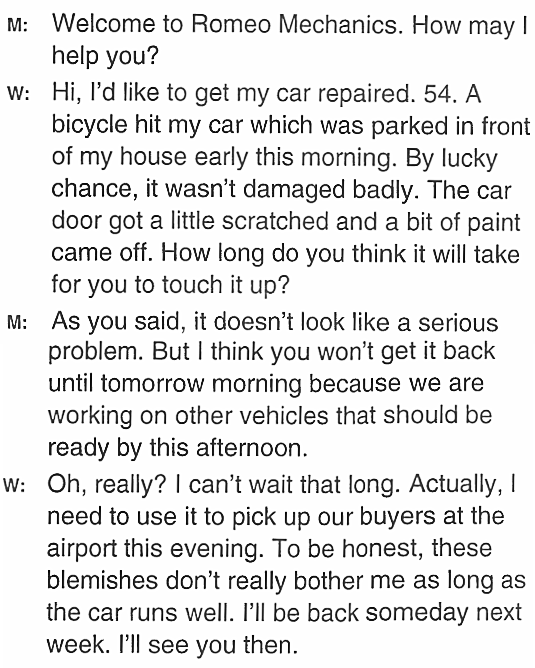 M: Welcome to Romeo Mechanics. How may I
help you?
W: Hi, I'd like to get my car repaired. 54. A
bicycle hit my car which was parked in front
of my house early this morning. By lucky
chance, it wasn't damaged badly. The car
door got a little scratched and a bit of paint
came off. How long do you think it will take
for you to touch it up?
M: As you said, it doesn't look like a serious
problem. But I think you won't get it back
until tomorrow morning because we are
working on other vehicles that should be
ready by this afternoon.
W: Oh, really? I can't wait that long. Actually, I
need to use it to pick up our buyers at the
airport this evening. To be honest, these
blemishes don't really bother me as long as
the car runs well. I'll be back someday next
week. I'll see you then.